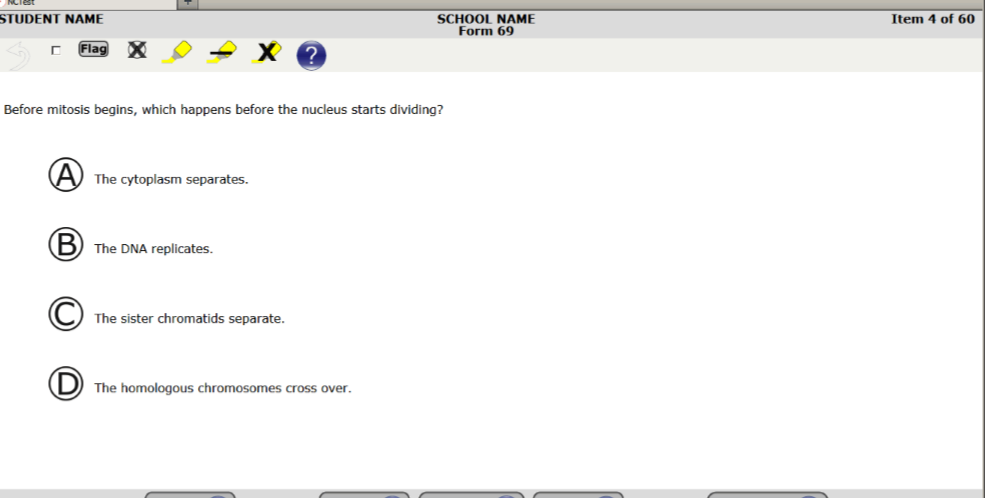 NCTest
+
STUDENT NAME
SCHOOL NAME
Item 4 of 60
Form 69
Flag
X
X
?
Before mitosis begins, which happens before the nucleus starts dividing?
A The cytoplasm separates.
B The DNA replicates.
C The sister chromatids separate.
D The homologous chromosomes cross over.